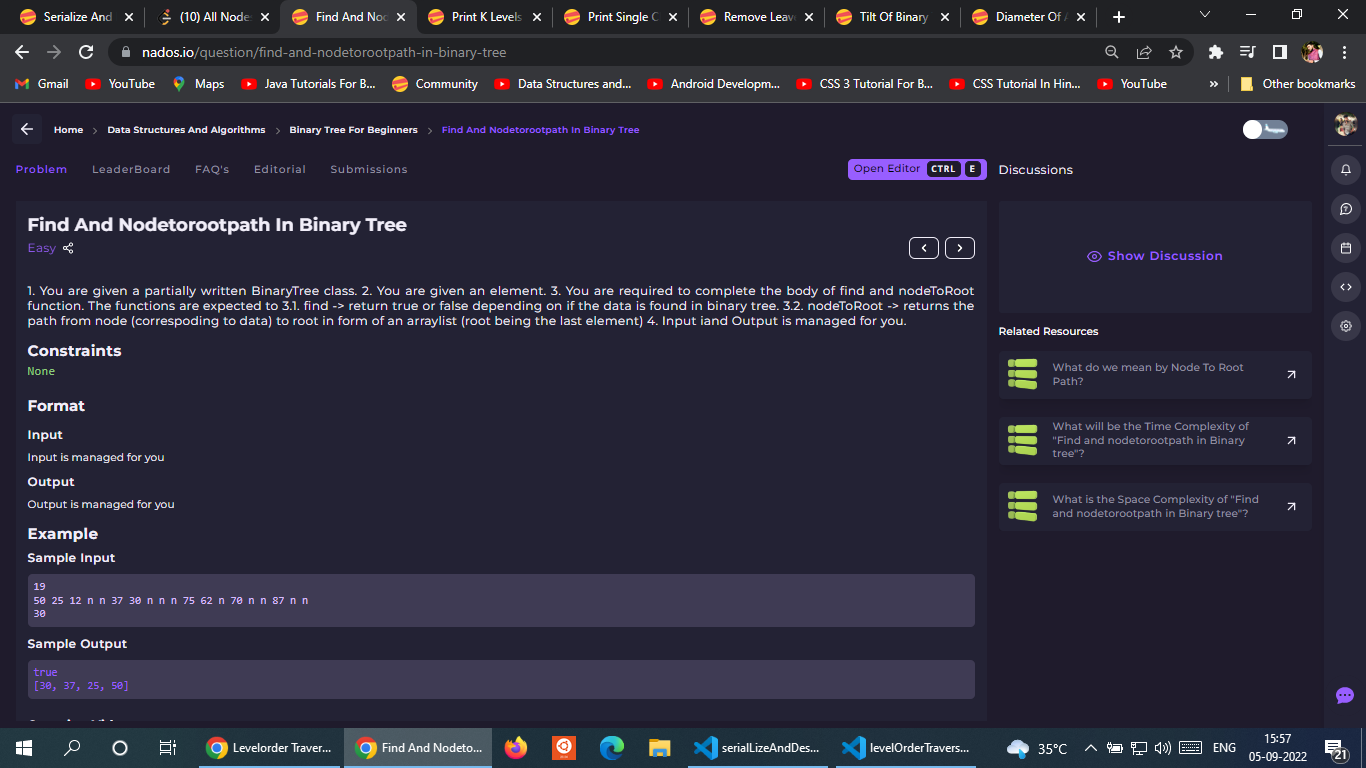 Serialize And
(10) All Node
Find And Noc
Print K Levels
Print Single C
Remove Leav
Tilt Of Binary
Diameter Of A
nados.io/question/find-and-nodetorootpath-in-binary-tree
Gmail YouTube Maps Java Tutorials For B... Community Data Structures and... Android Developm... CSS 3 Tutorial For B... CSS Tutorial In Hin... YouTube » Other bookmarks
Home > Data Structures And Algorithms > Binary Tree For Beginners > Find And Nodetorootpath In Binary Tree
Problem LeaderBoard FAQ's Editorial Submissions
Open Editor CTRL E
Discussions
Find And Nodetorootpath In Binary Tree
Easy
Show Discussion
1. You are given a partially written BinaryTree class. 2. You are given an element. 3. You are required to complete the body of find and nodeToRoot
function. The functions are expected to 3.1. find -> return true or false depending on if the data is found in binary tree. 3.2. nodeToRoot -> returns the
path from node (correspoding to data) to root in form of an arraylist (root being the last element) 4. Input iand Output is managed for you.
Constraints
None
Format
Input
Input is managed for you
Output
Output is managed for you
Example
Sample Input
19
50 25 12 n n 37 30 n n n 75 62 n 70 n n 87 n n
30
Sample Output
true
[30, 37, 25, 50]
Related Resources
What do we mean by Node To Root
Path?
What will be the Time Complexity of
"Find and nodetorootpath in Binary
tree"?
What is the Space Complexity of "Find
and nodetorootpath in Binary tree"?
Levelorder Traver...
Find And Nodeto...
serialLizeAndDes...
levelOrderTravers...
35°C
ENG
15:57
05-09-2022
21